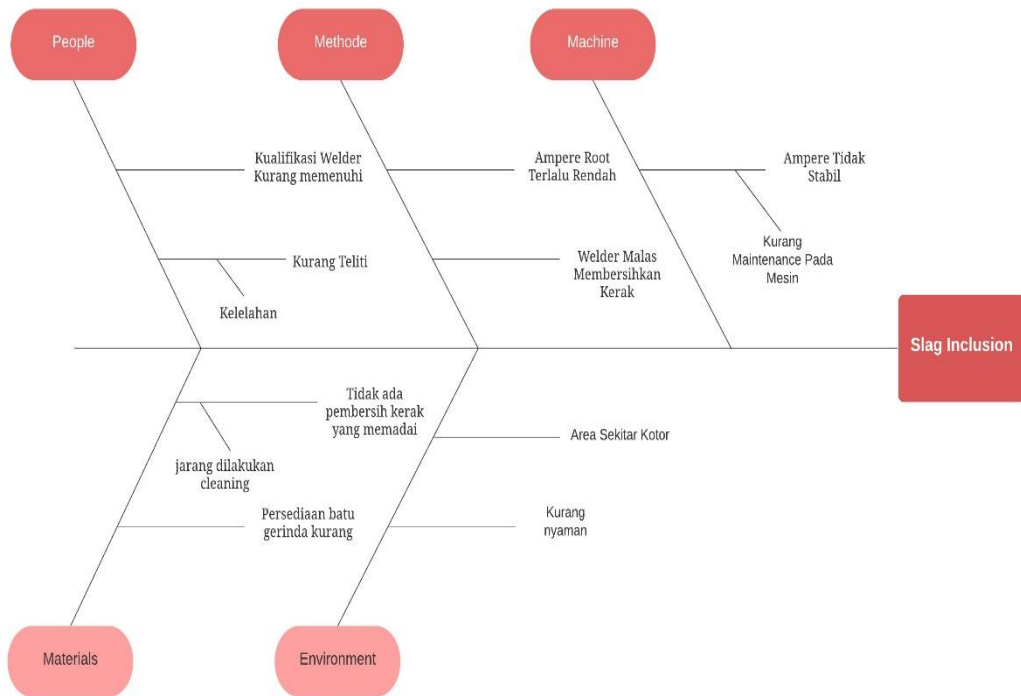 People
Methode
Machine
Kualifikasi Welder
Kurang memenuhi
Ampere Root
Terlalu Rendah
Ampere Tidak
Stabil
Kurang
Maintenance Pada
Mesin
Kurang Teliti
Kelelahan
Welder Malas
Membersihkan
Kerak
Slag Inclusion
Tidak ada
pembersih kerak
yang memadai
jarang dilakukan
cleaning
Persediaan batu
gerinda kurang
Area Sekitar Kotor
Kurang
nyaman
Materials
Environment